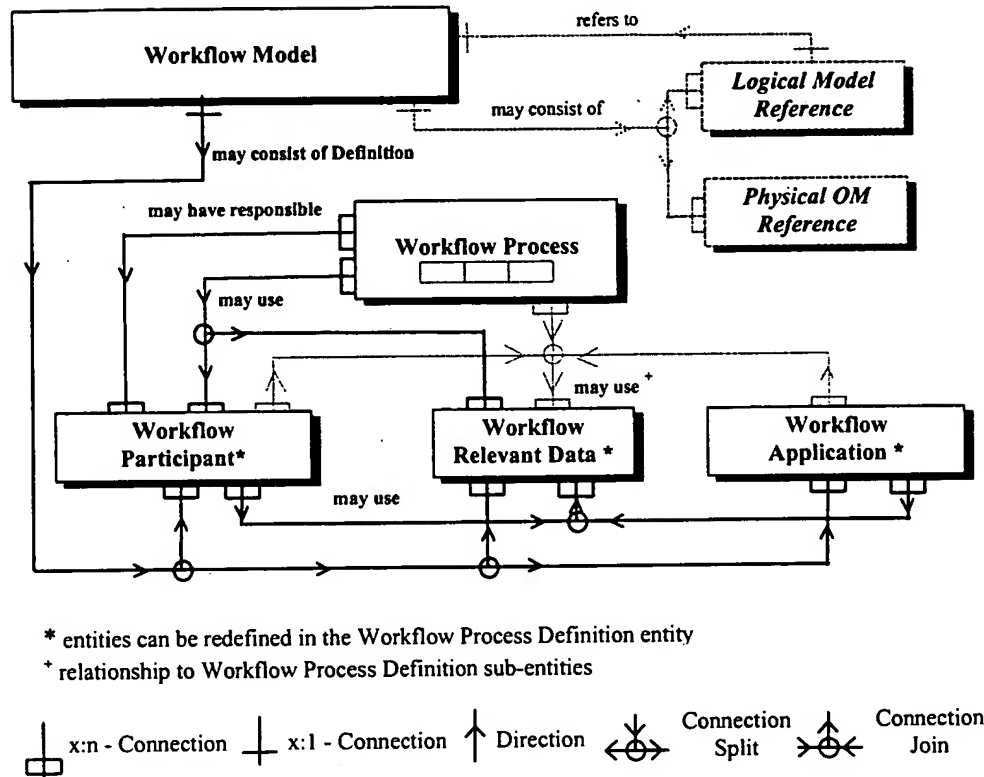 refers to
Workflow Model
Logical Model
Reference
may consist of
may consist of Definition
Physical OM
Reference
may have responsible
Workflow Process
may use
may use +
Workflow
Participant*
Workflow
Relevant Data *
Workflow
Application *
may use
* entities can be redefined in the Workflow Process Definition entity
+ relationship to Workflow Process Definition sub-entities
x:n - Connection
x:1 - Connection
Direction
Connection
Split
Connection
Join